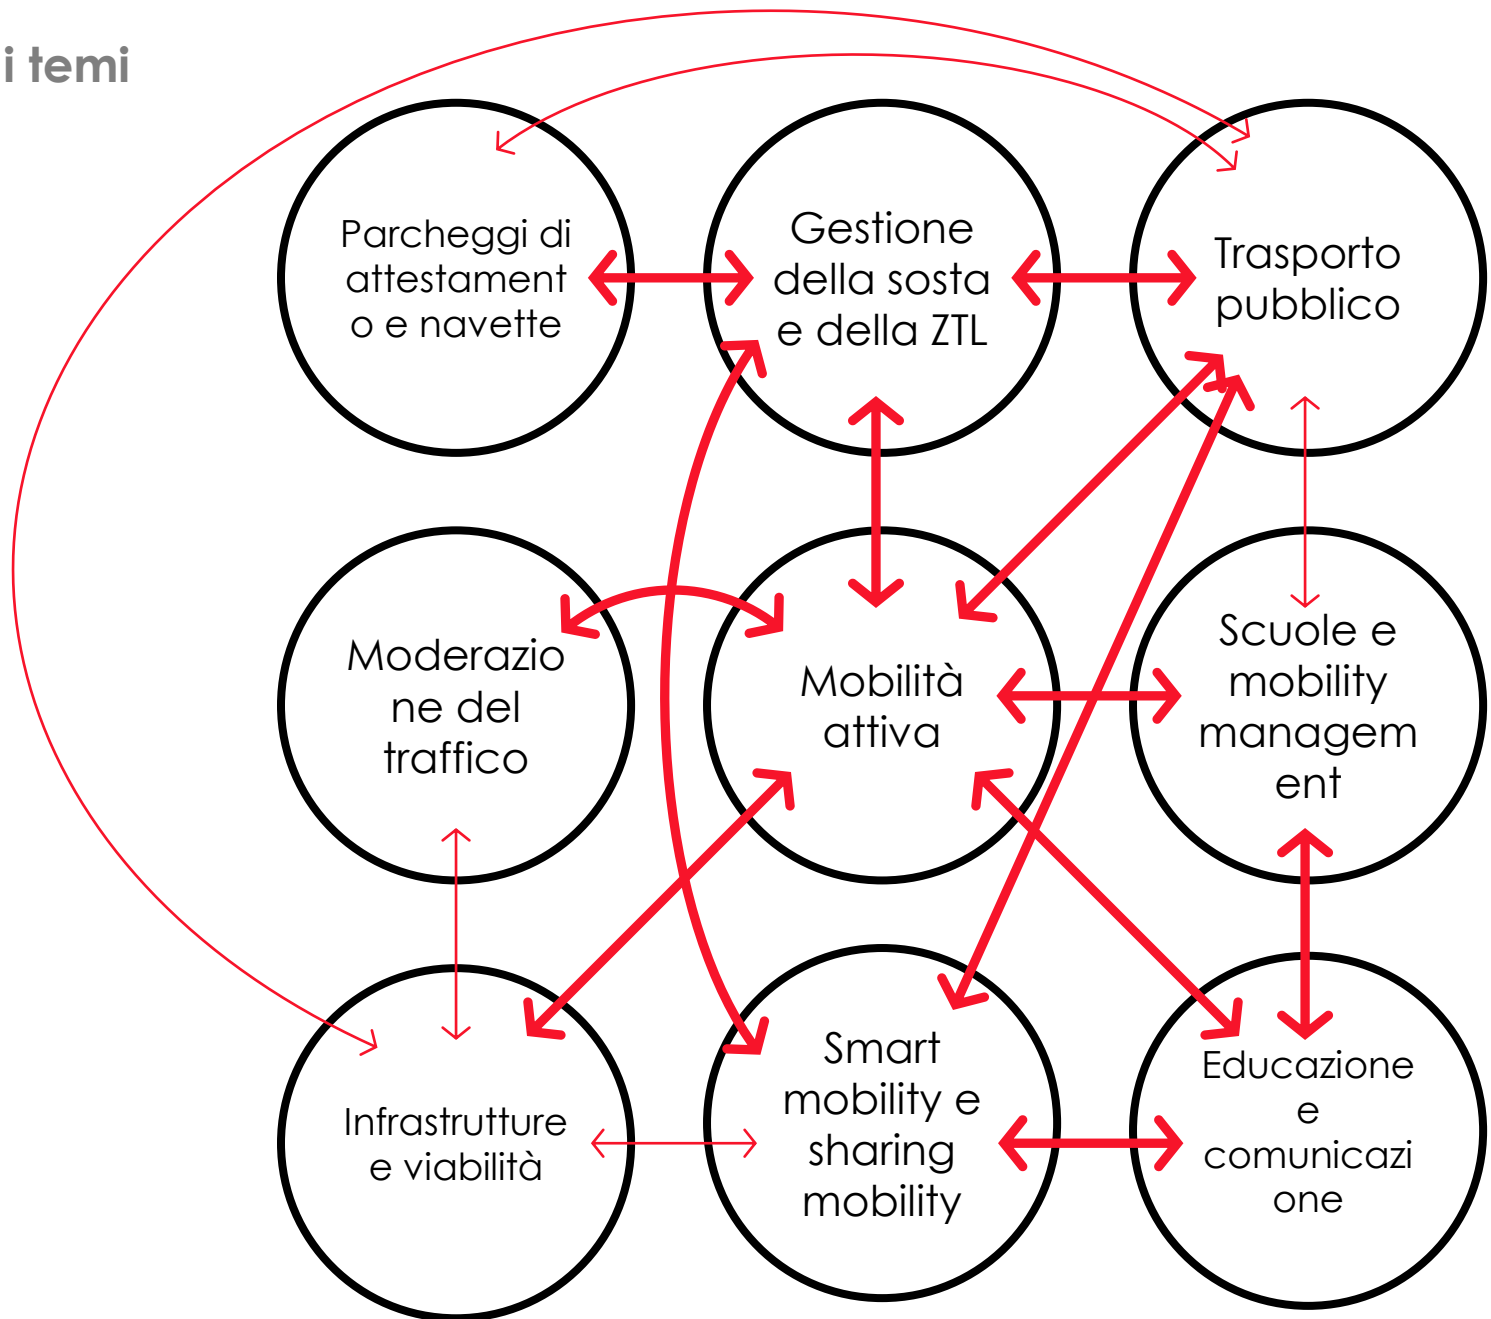 i temi
Parcheggi di
attestament
o e navette
Gestione
della sosta
e della ZTL
Trasporto
pubblico
Moderazio
ne del
traffico
Mobilità
attiva
Scuole e
mobility
managem
ent
Infrastrutture
e viabilità
Smart
mobility e
sharing
mobility
Educazione
e
comunicazi
one